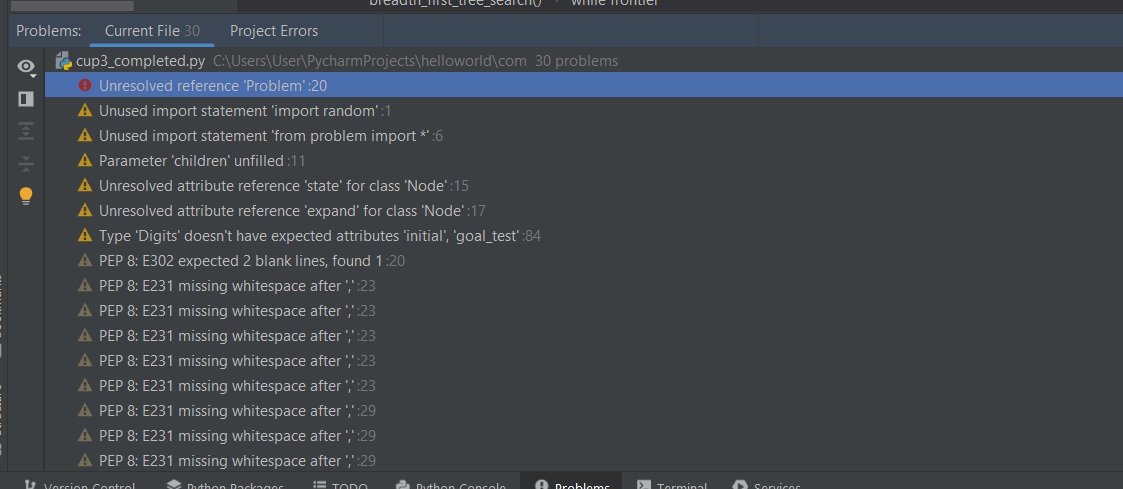 breadth_first_tree_search() › while frontier
Problems: Current File 30 Project Errors
cup3_completed.py C:\Users\User\PycharmProjects\helloworld\com 30 problems
Unresolved reference 'Problem' :20
Unused import statement 'import random' :1
Unused import statement 'from problem import *' :6
Parameter 'children' unfilled :11
Unresolved attribute reference 'state' for class 'Node' :15
Unresolved attribute reference 'expand' for class 'Node' :17
Type 'Digits' doesn't have expected attributes 'initial', 'goal_test' :84
PEP 8: E302 expected 2 blank lines, found 1 :20
PEP 8: E231 missing whitespace after ',' :23
PEP 8: E231 missing whitespace after ',' :23
PEP 8: E231 missing whitespace after ',' :23
PEP 8: E231 missing whitespace after ',' :23
PEP 8: E231 missing whitespace after ',' :23
PEP 8: E231 missing whitespace after ',' :29
PEP 8: E231 missing whitespace after ',' :29
PEP 8: E231 missing whitespace after ',' :29
Version Control Python Packages TODO Python Console Problems Terminal Services